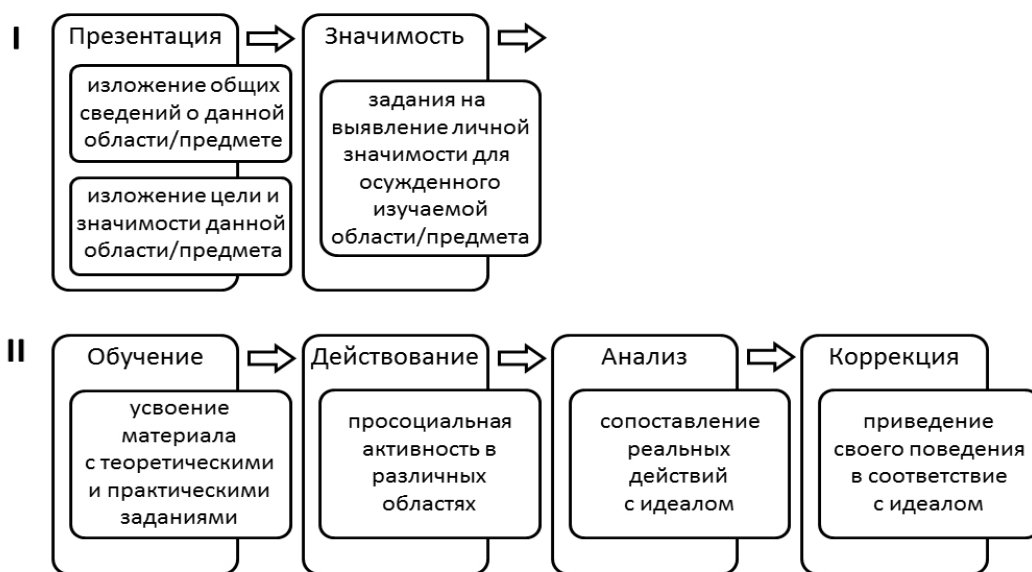 I
Презентация
изложение общих
сведений о данной
области/предмете
изложение цели и
значимости данной
области/предмета
Значимость
задания на
выявление личной
значимости для
осужденного
изучаемой
области/предмета
II
Обучение
усвоение
материала
с теоретическими
и практическими
заданиями
Действование
просоциальная
активность в
различных
областях
Анализ
сопоставление
реальных
действий
с идеалом
Коррекция
приведение
своего поведения
в соответствие
с идеалом